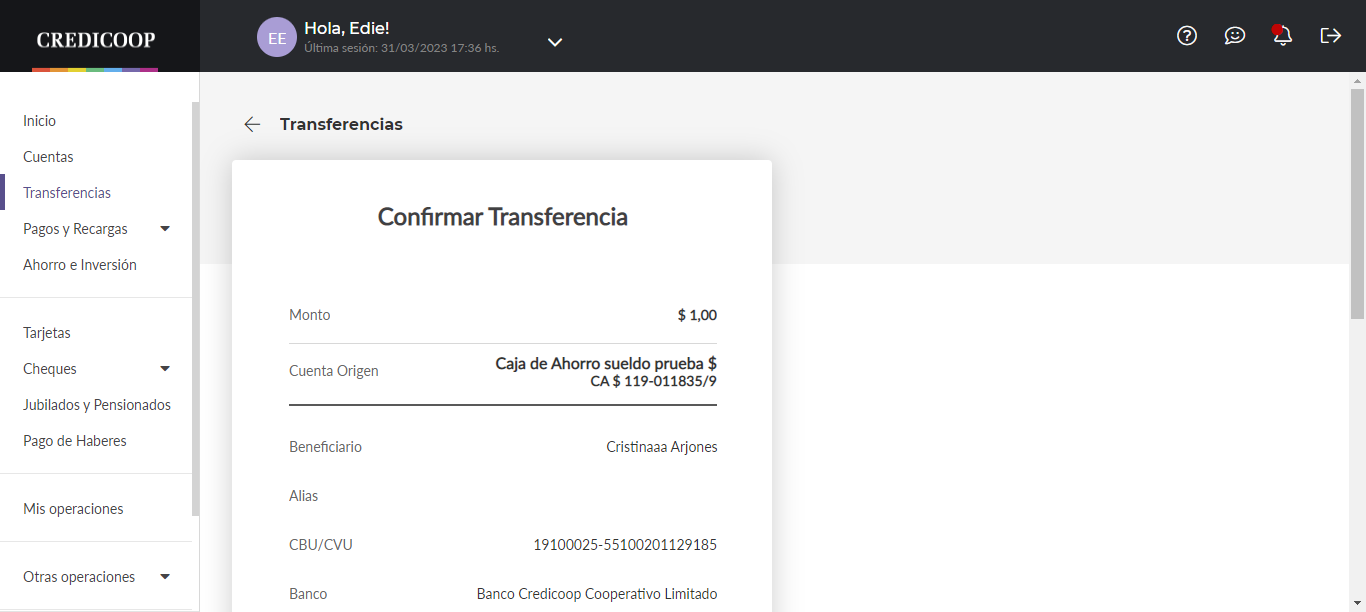 CREDICOOP
EE
Hola, Edie!
Última sesión: 31/03/2023 17:36 hs.
Inicio
Cuentas
Transferencias
Pagos y Recargas
Ahorro e Inversión
Tarjetas
Cheques
Jubilados y Pensionados
Pago de Haberes
Mis operaciones
Otras operaciones
Transferencias
Confirmar Transferencia
Monto $ 1,00
Cuenta Origen Caja de Ahorro sueldo prueba $
CA $ 119-011835/9
Beneficiario Cristinaaa Arjones
Alias
CBU/CVU 19100025-55100201129185
Banco Banco Credicoop Cooperativo Limitado